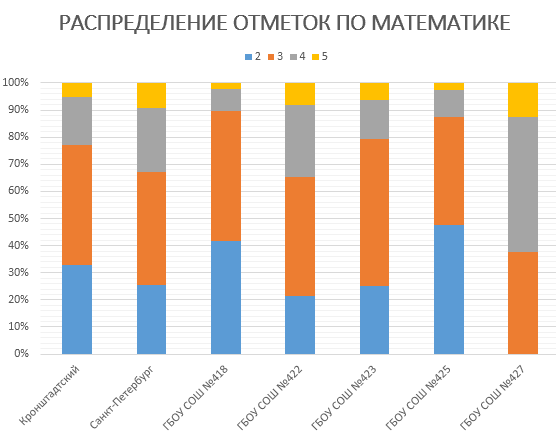 РАСПРЕДЕЛЕНИЕ ОТМЕТОК ПО МАТЕМАТИКЕ
2 3 4 5
100%
90%
80%
70%
60%
50%
40%
30%
20%
10%
0%
Кронштадтский
Санкт-Петербург
ГБОУ СОШ №418
ГБОУ СОШ №422
ГБОУ СОШ №423
ГБОУ СОШ №425
ГБОУ СОШ №427